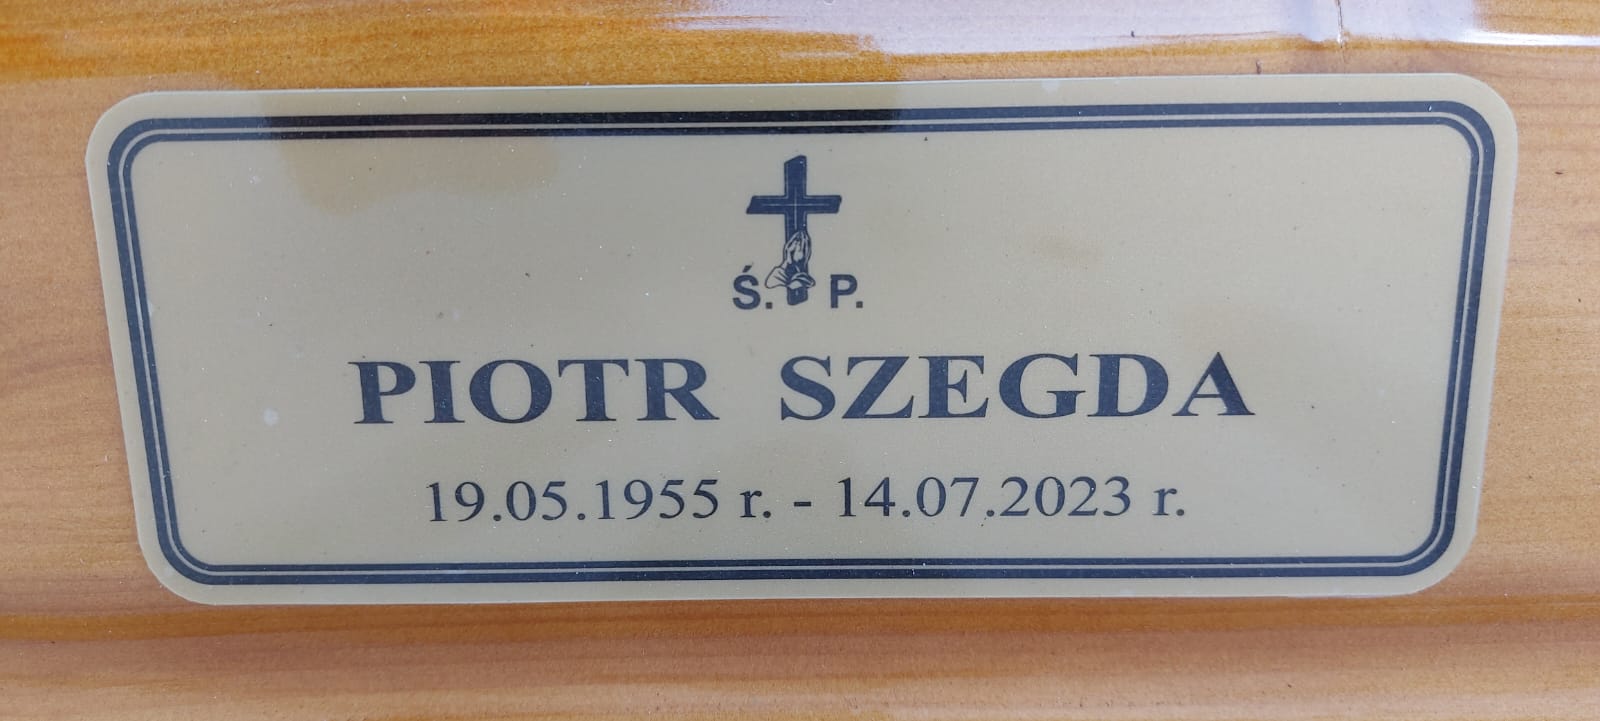 Ś. P.
PIOTR SZEGDA
19.05.1955 r. - 14.07.2023 r.